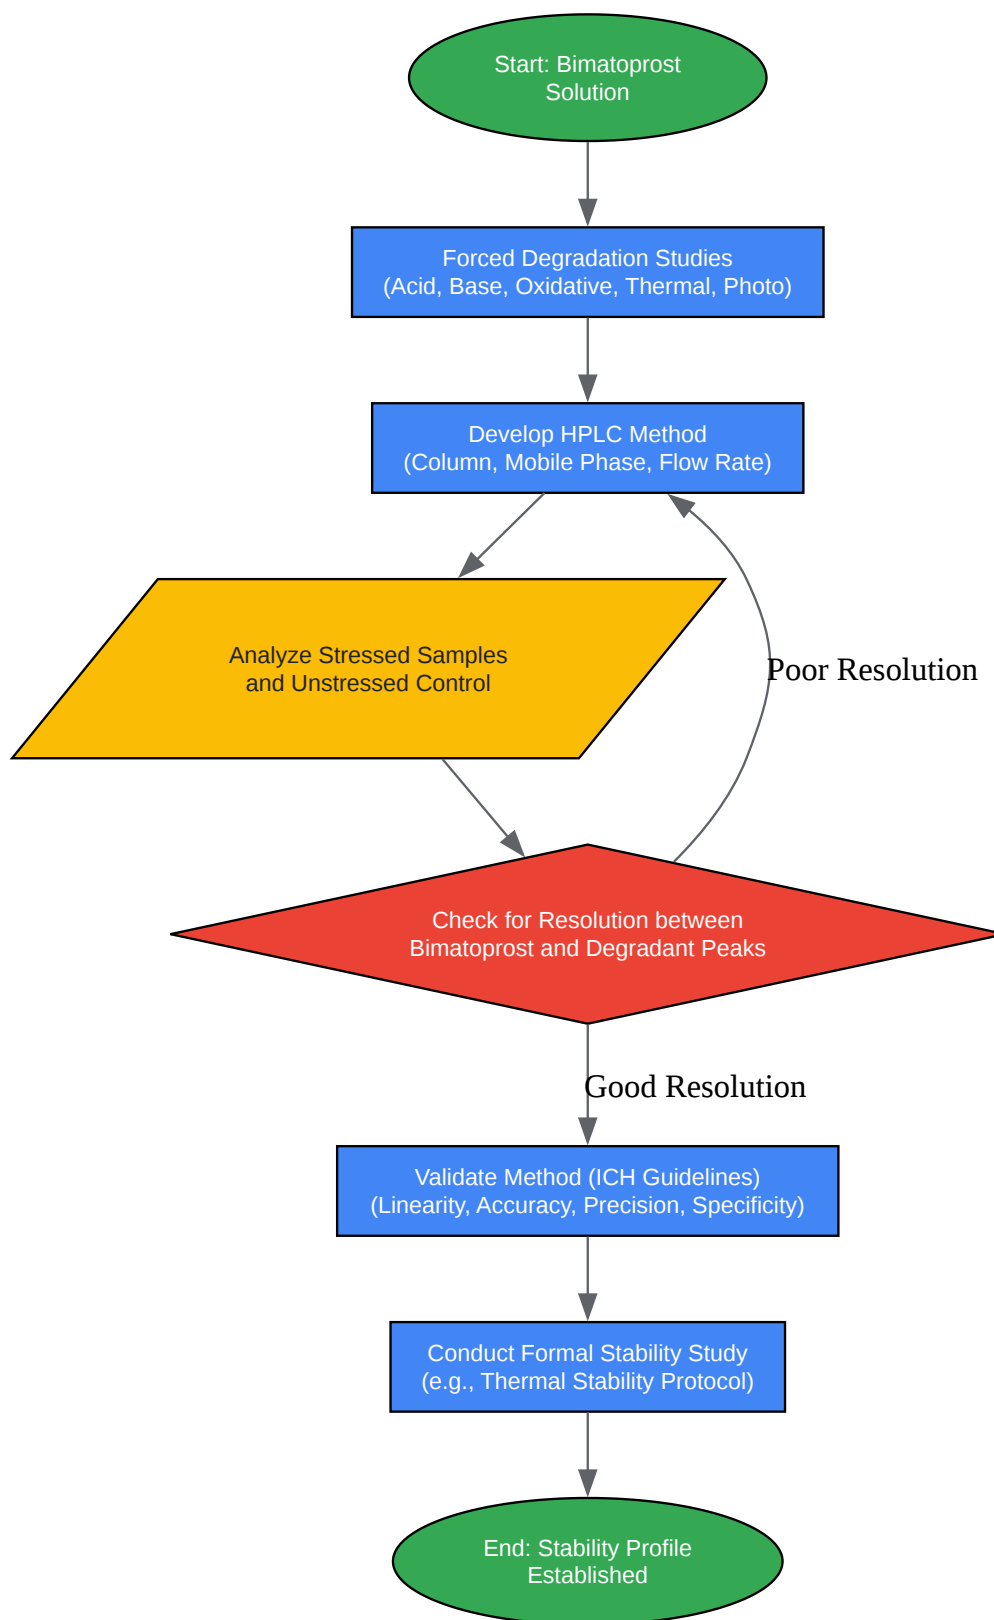 Start: Bimatoprost
Solution
Forced Degradation Studies
(Acid, Base, Oxidative, Thermal, Photo)
Develop HPLC Method
(Column, Mobile Phase, Flow Rate)
Analyze Stressed Samples
and Unstressed Control
Poor Resolution
Check for Resolution between
Bimatoprost and Degradant Peaks
Good Resolution
Validate Method (ICH Guidelines)
(Linearity, Accuracy, Precision, Specificity)
Conduct Formal Stability Study
(e.g., Thermal Stability Protocol)
End: Stability Profile
Established